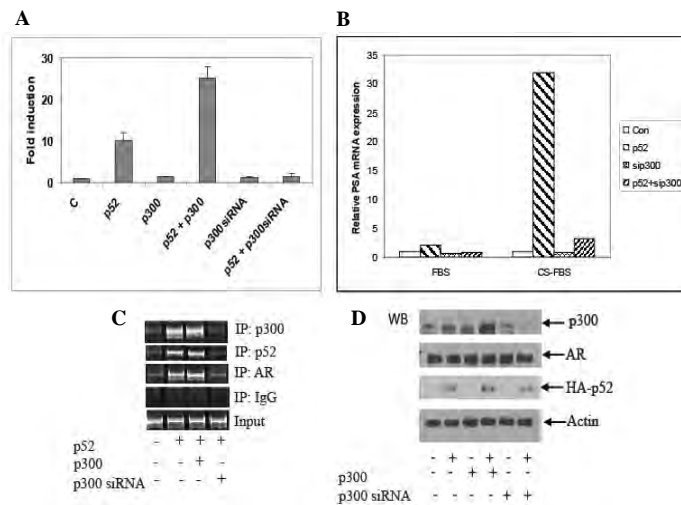 A
Fold induction
30
20
10
0
C
p52
p300
p52 + p300
p300siRNA
p52 + p300siRNA
B
Relative PSA mRNA expression
35
30
25
20
15
10
5
0
FBS
CS-FBS
Con
p52
sip300
p52+sip300
C
IP: p300
IP: p52
IP: AR
IP: IgG
Input
p52 - + + +
p300 - - + -
p300 siRNA - - - +
D
WB
p300
AR
HA-p52
Actin
- + - + - +
p300 - - + + - -
p300 siRNA - - - - + +